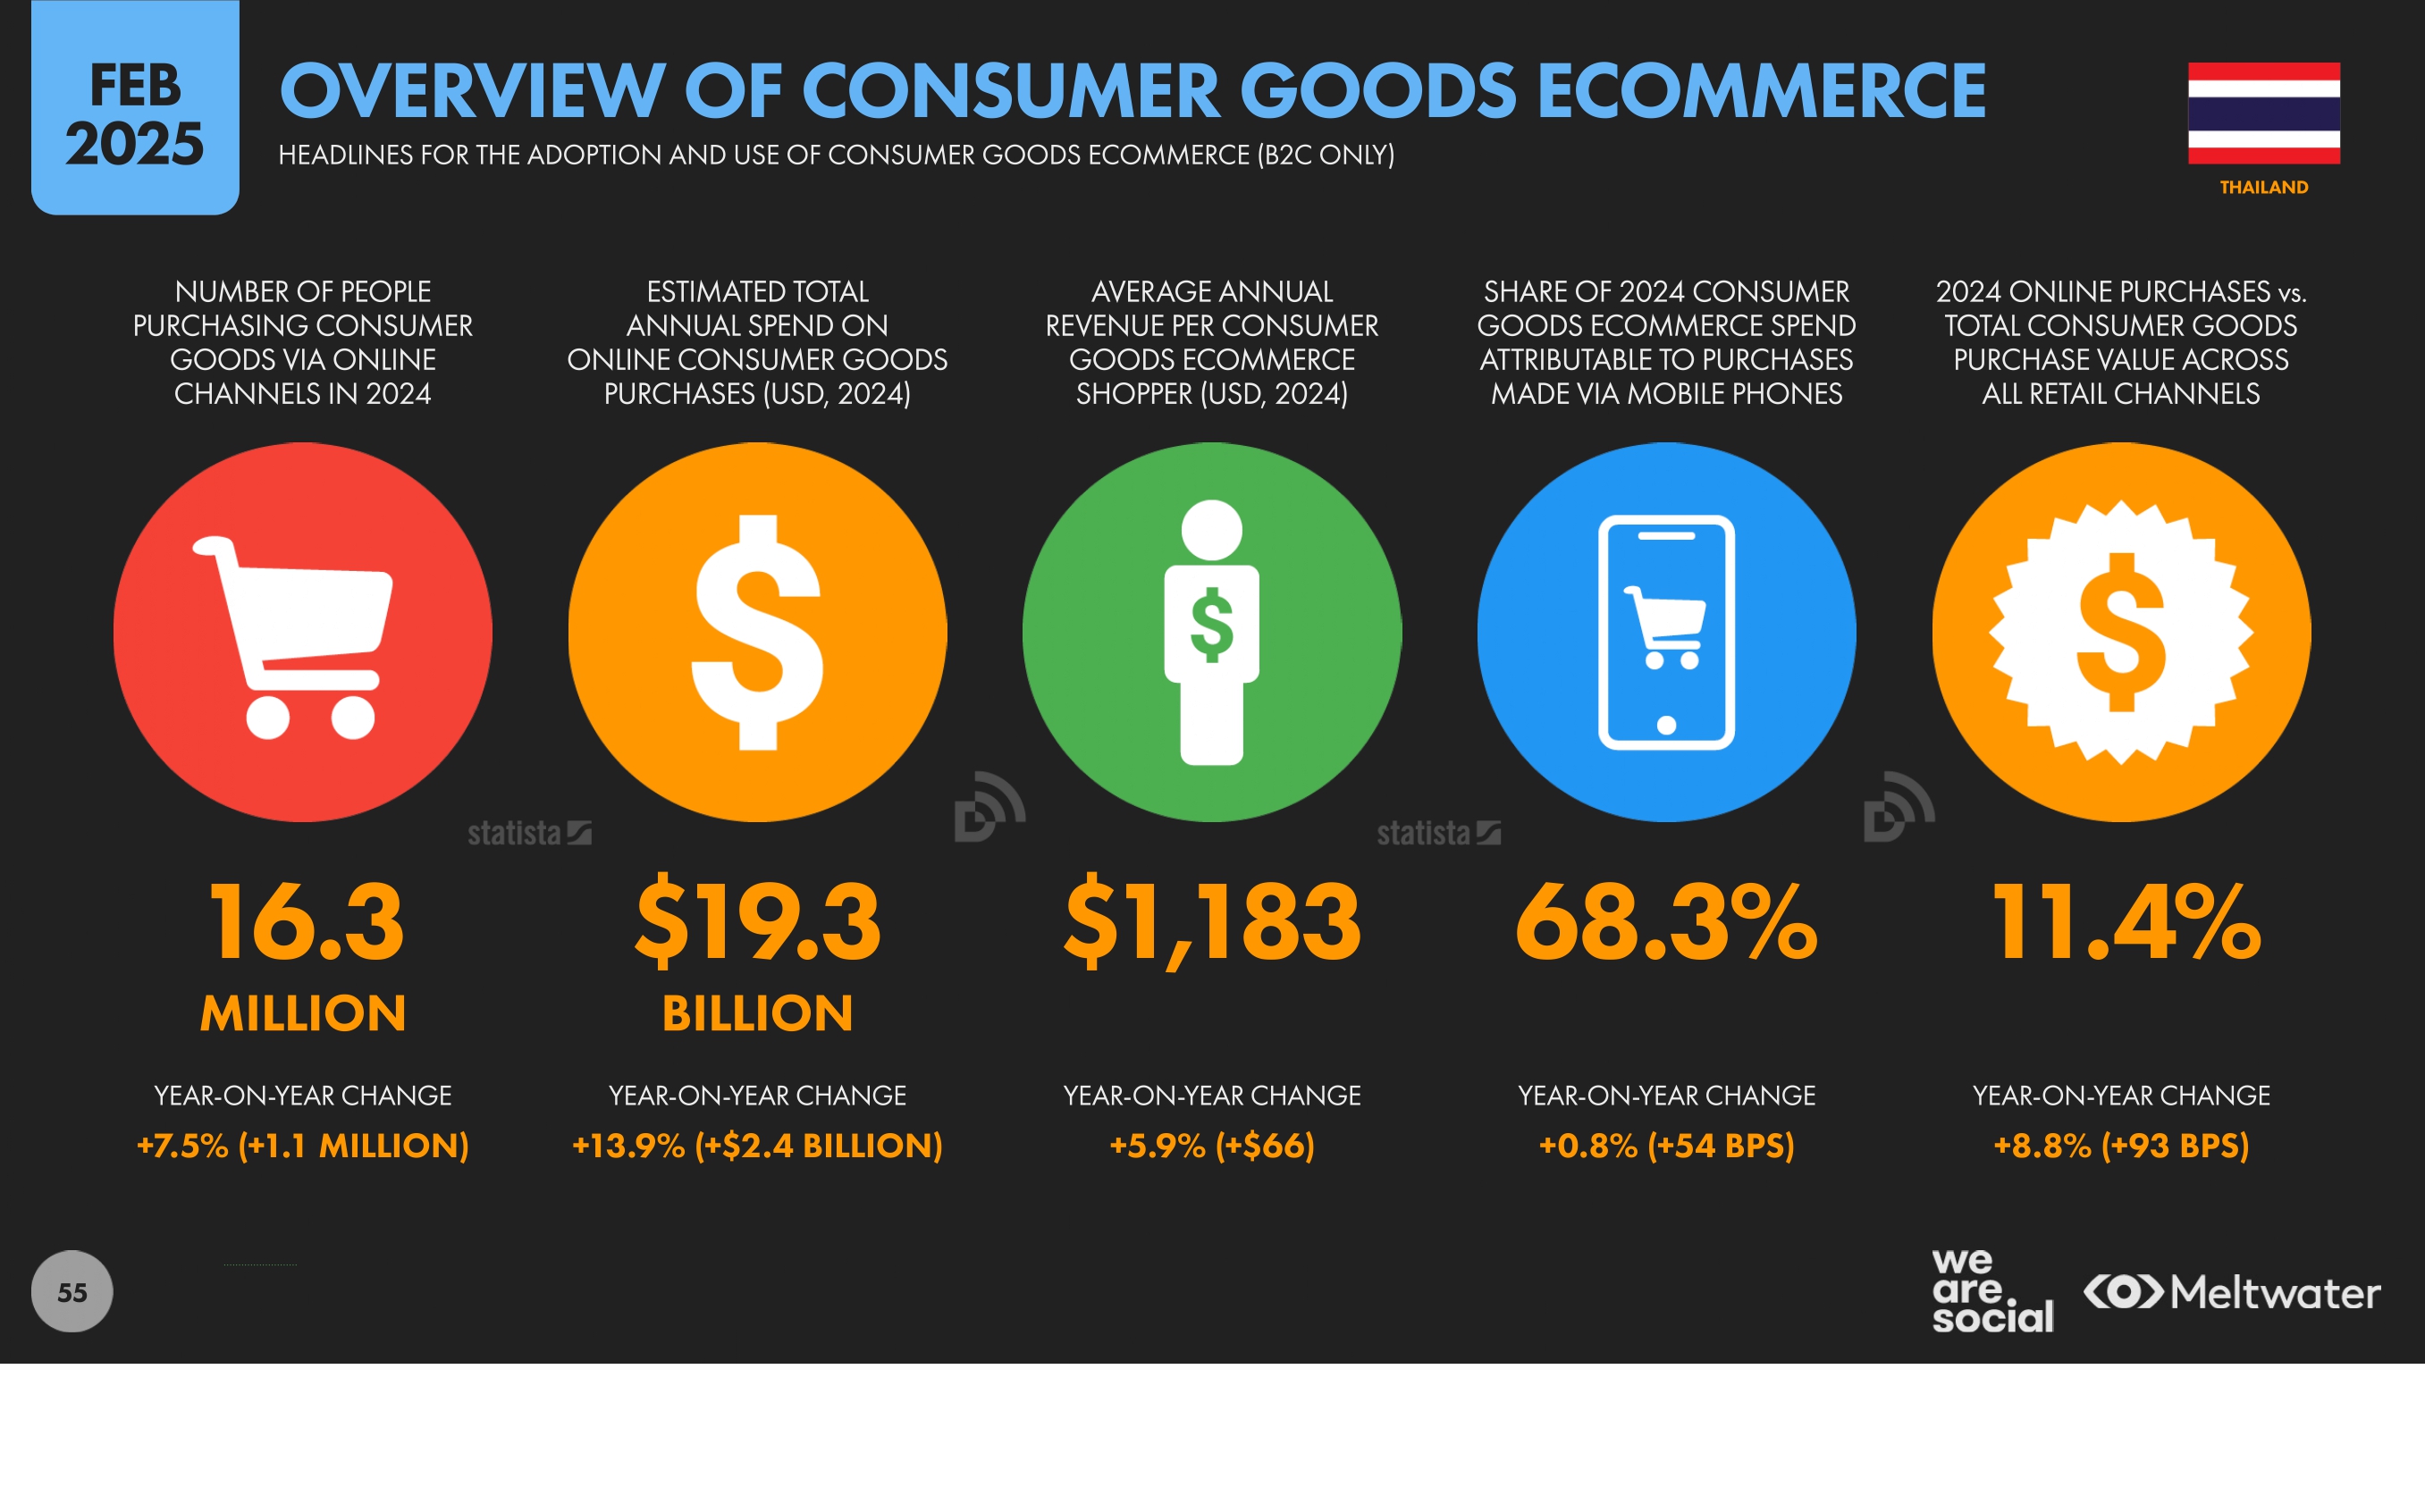 FEB
2025
OVERVIEW OF CONSUMER GOODS ECOMMERCE
HEADLINES FOR THE ADOPTION AND USE OF CONSUMER GOODS ECOMMERCE (B2C ONLY)
THAILAND
NUMBER OF PEOPLE
PURCHASING CONSUMER
GOODS VIA ONLINE
CHANNELS IN 2024
16.3
MILLION
YEAR-ON-YEAR CHANGE
+7.5% (+1.1 MILLION)
ESTIMATED TOTAL
ANNUAL SPEND ON
ONLINE CONSUMER GOODS
PURCHASES (USD, 2024)
$
$19.3
BILLION
YEAR-ON-YEAR CHANGE
+13.9% (+$2.4 BILLION)
AVERAGE ANNUAL
REVENUE PER CONSUMER
GOODS ECOMMERCE
SHOPPER (USD, 2024)
$
$1,183
YEAR-ON-YEAR CHANGE
+5.9% (+$66)
SHARE OF 2024 CONSUMER
GOODS ECOMMERCE SPEND
ATTRIBUTABLE TO PURCHASES
MADE VIA MOBILE PHONES
68.3%
YEAR-ON-YEAR CHANGE
+0.8% (+54 BPS)
2024 ONLINE PURCHASES vs.
TOTAL CONSUMER GOODS
PURCHASE VALUE ACROSS
ALL RETAIL CHANNELS
$
11.4%
YEAR-ON-YEAR CHANGE
+8.8% (+93 BPS)
statista
statista
55
we
are.
social
Meltwater